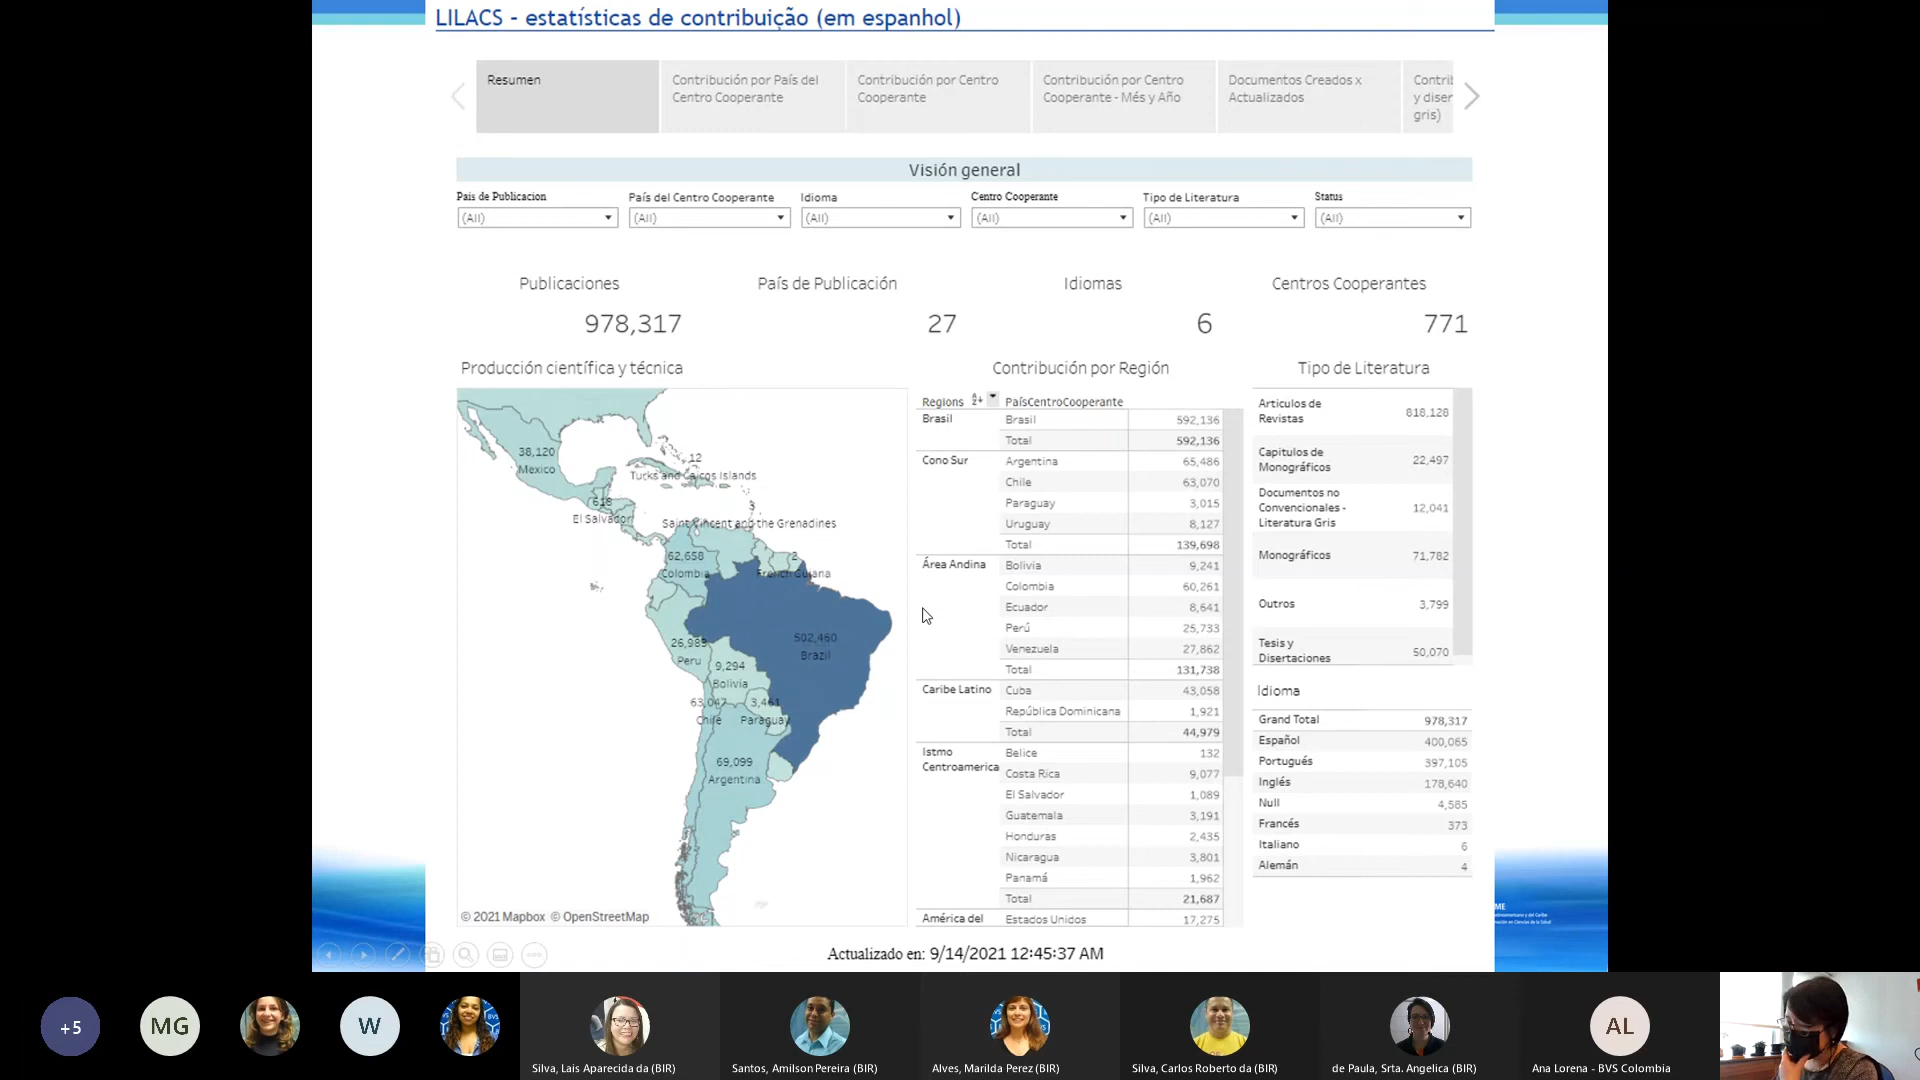 LILACS - estatísticas de contribuição (em espanhol)
Resumen
Contribución por País del
Centro Cooperante
Contribución por Centro
Cooperante
Contribución por Centro
Cooperante - Més y Año
Documentos Creados x
Actualizados
Contrib
y diser
gris)
Visión general
Pais de Publicacion
País del Centro Cooperante
Idioma
Centro Cooperante
Tipo de Literatura
Status
(All)
(All)
(All)
(All)
(All)
(All)
Publicaciones
País de Publicación
Idiomas
Centros Cooperantes
978,317
27
6
771
Producción científica y técnica
38,120
Mexico
12
Turks and Caicos Islands
618
El Salvador
3
Saint Vincent and the Grenadines
62,658
Colombia
2
French Guiana
502,460
Brazil
26,983
Peru
9,294
Bolivia
63,047
Chile
3,461
Paraguay
69,099
Argentina
© 2021 Mapbox © OpenStreetMap
Contribución por Región
Regions PaísCentroCooperante
Brasil Brasil 592,136
Total 592,136
Cono Sur Argentina 65,486
Chile 63,070
Paraguay 3,015
Uruguay 8,127
Total 139,698
Área Andina Bolivia 9,241
Colombia 60,261
Ecuador 8,641
Perú 25,733
Venezuela 27,862
Total 131,738
Caribe Latino Cuba 43,058
República Dominicana 1,921
Total 44,979
Istmo
Centroamerica
Belice 132
Costa Rica 9,077
El Salvador 1,089
Guatemala 3,191
Honduras 2,435
Nicaragua 3,801
Panamá 1,962
Total 21,687
América del Estados Unidos 17,275
Tipo de Literatura
Articulos de
Revistas 818,128
Capitulos de
Monográficos 22,497
Documentos no
Convencionales -
Literatura Gris 12,041
Monográficos 71,782
Outros 3,799
Tesis y
Disertaciones 50,070
Idioma
Grand Total 978,317
Español 400,065
Portugués 397,105
Inglés 178,640
Null 4,585
Francés 373
Italiano 6
Alemán 4
Actualizado en: 9/14/2021 12:45:37 AM
+5
MG
W
BVS
AL
Silva, Lais Aparecida da (BIR)
Santos, Amilson Pereira (BIR)
Alves, Marilda Perez (BIR)
Silva, Carlos Roberto da (BIR)
de Paula, Srta. Angelica (BIR)
Ana Lorena - BVS Colombia